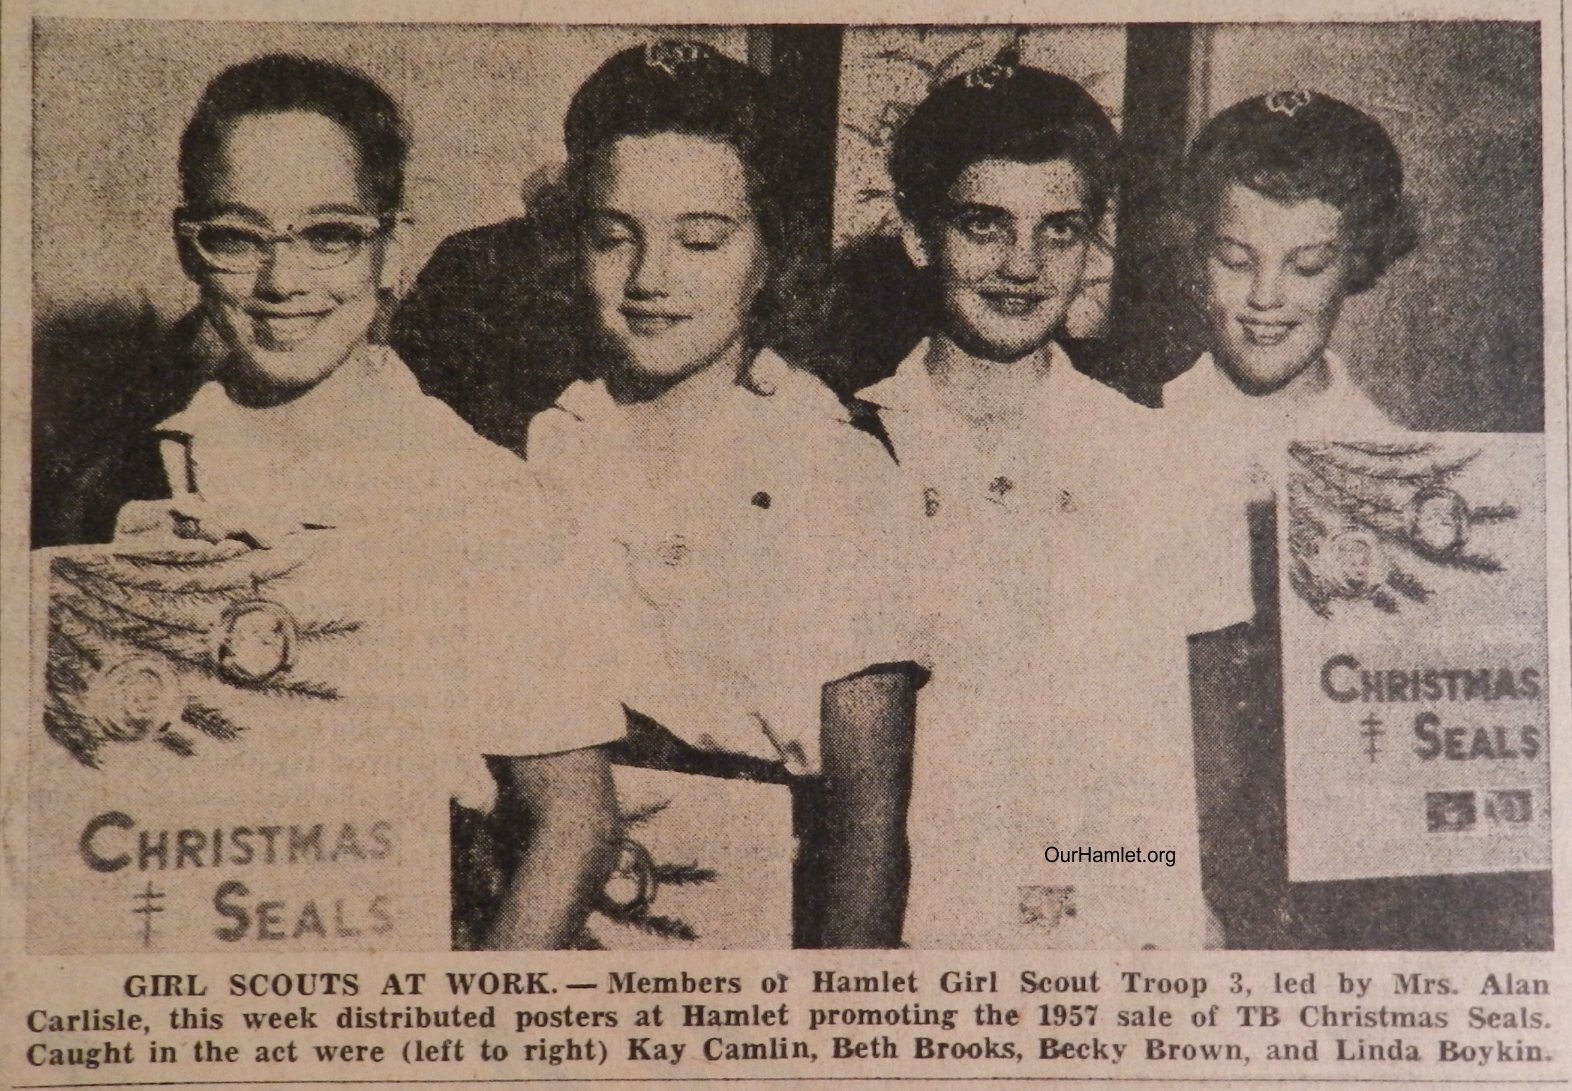 CHRISTMAS
SEALS
CHRISTMAS
SEALS
OurHamlet.org
GIRL SCOUTS AT WORK. — Members of Hamlet Girl Scout Troop 3, led by Mrs. Alan
Carlisle, this week distributed posters at Hamlet promoting the 1957 sale of TB Christmas Seals.
Caught in the act were (left to right) Kay Camlin, Beth Brooks, Becky Brown, and Linda Boykin.